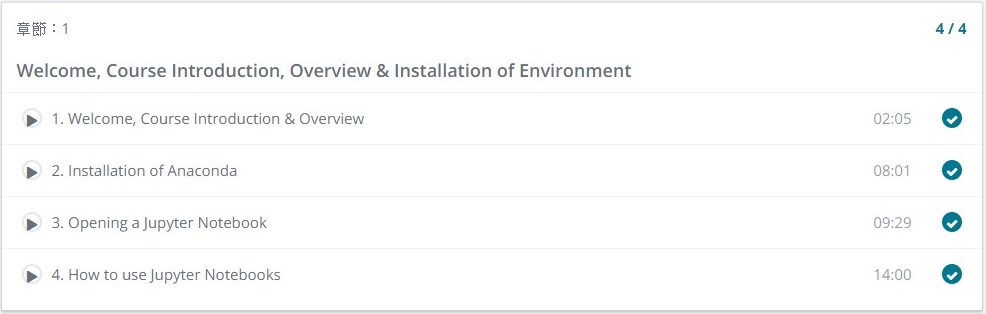 章節：1
4 / 4
Welcome, Course Introduction, Overview & Installation of Environment
1. Welcome, Course Introduction & Overview 02:05
2. Installation of Anaconda 08:01
3. Opening a Jupyter Notebook 09:29
4. How to use Jupyter Notebooks 14:00